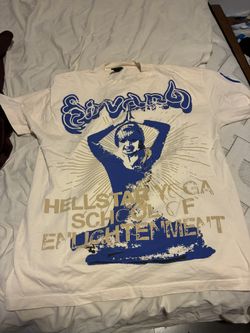 HELLSTAR YOGA
SCHOOL OF
ENLIGHTENMENT